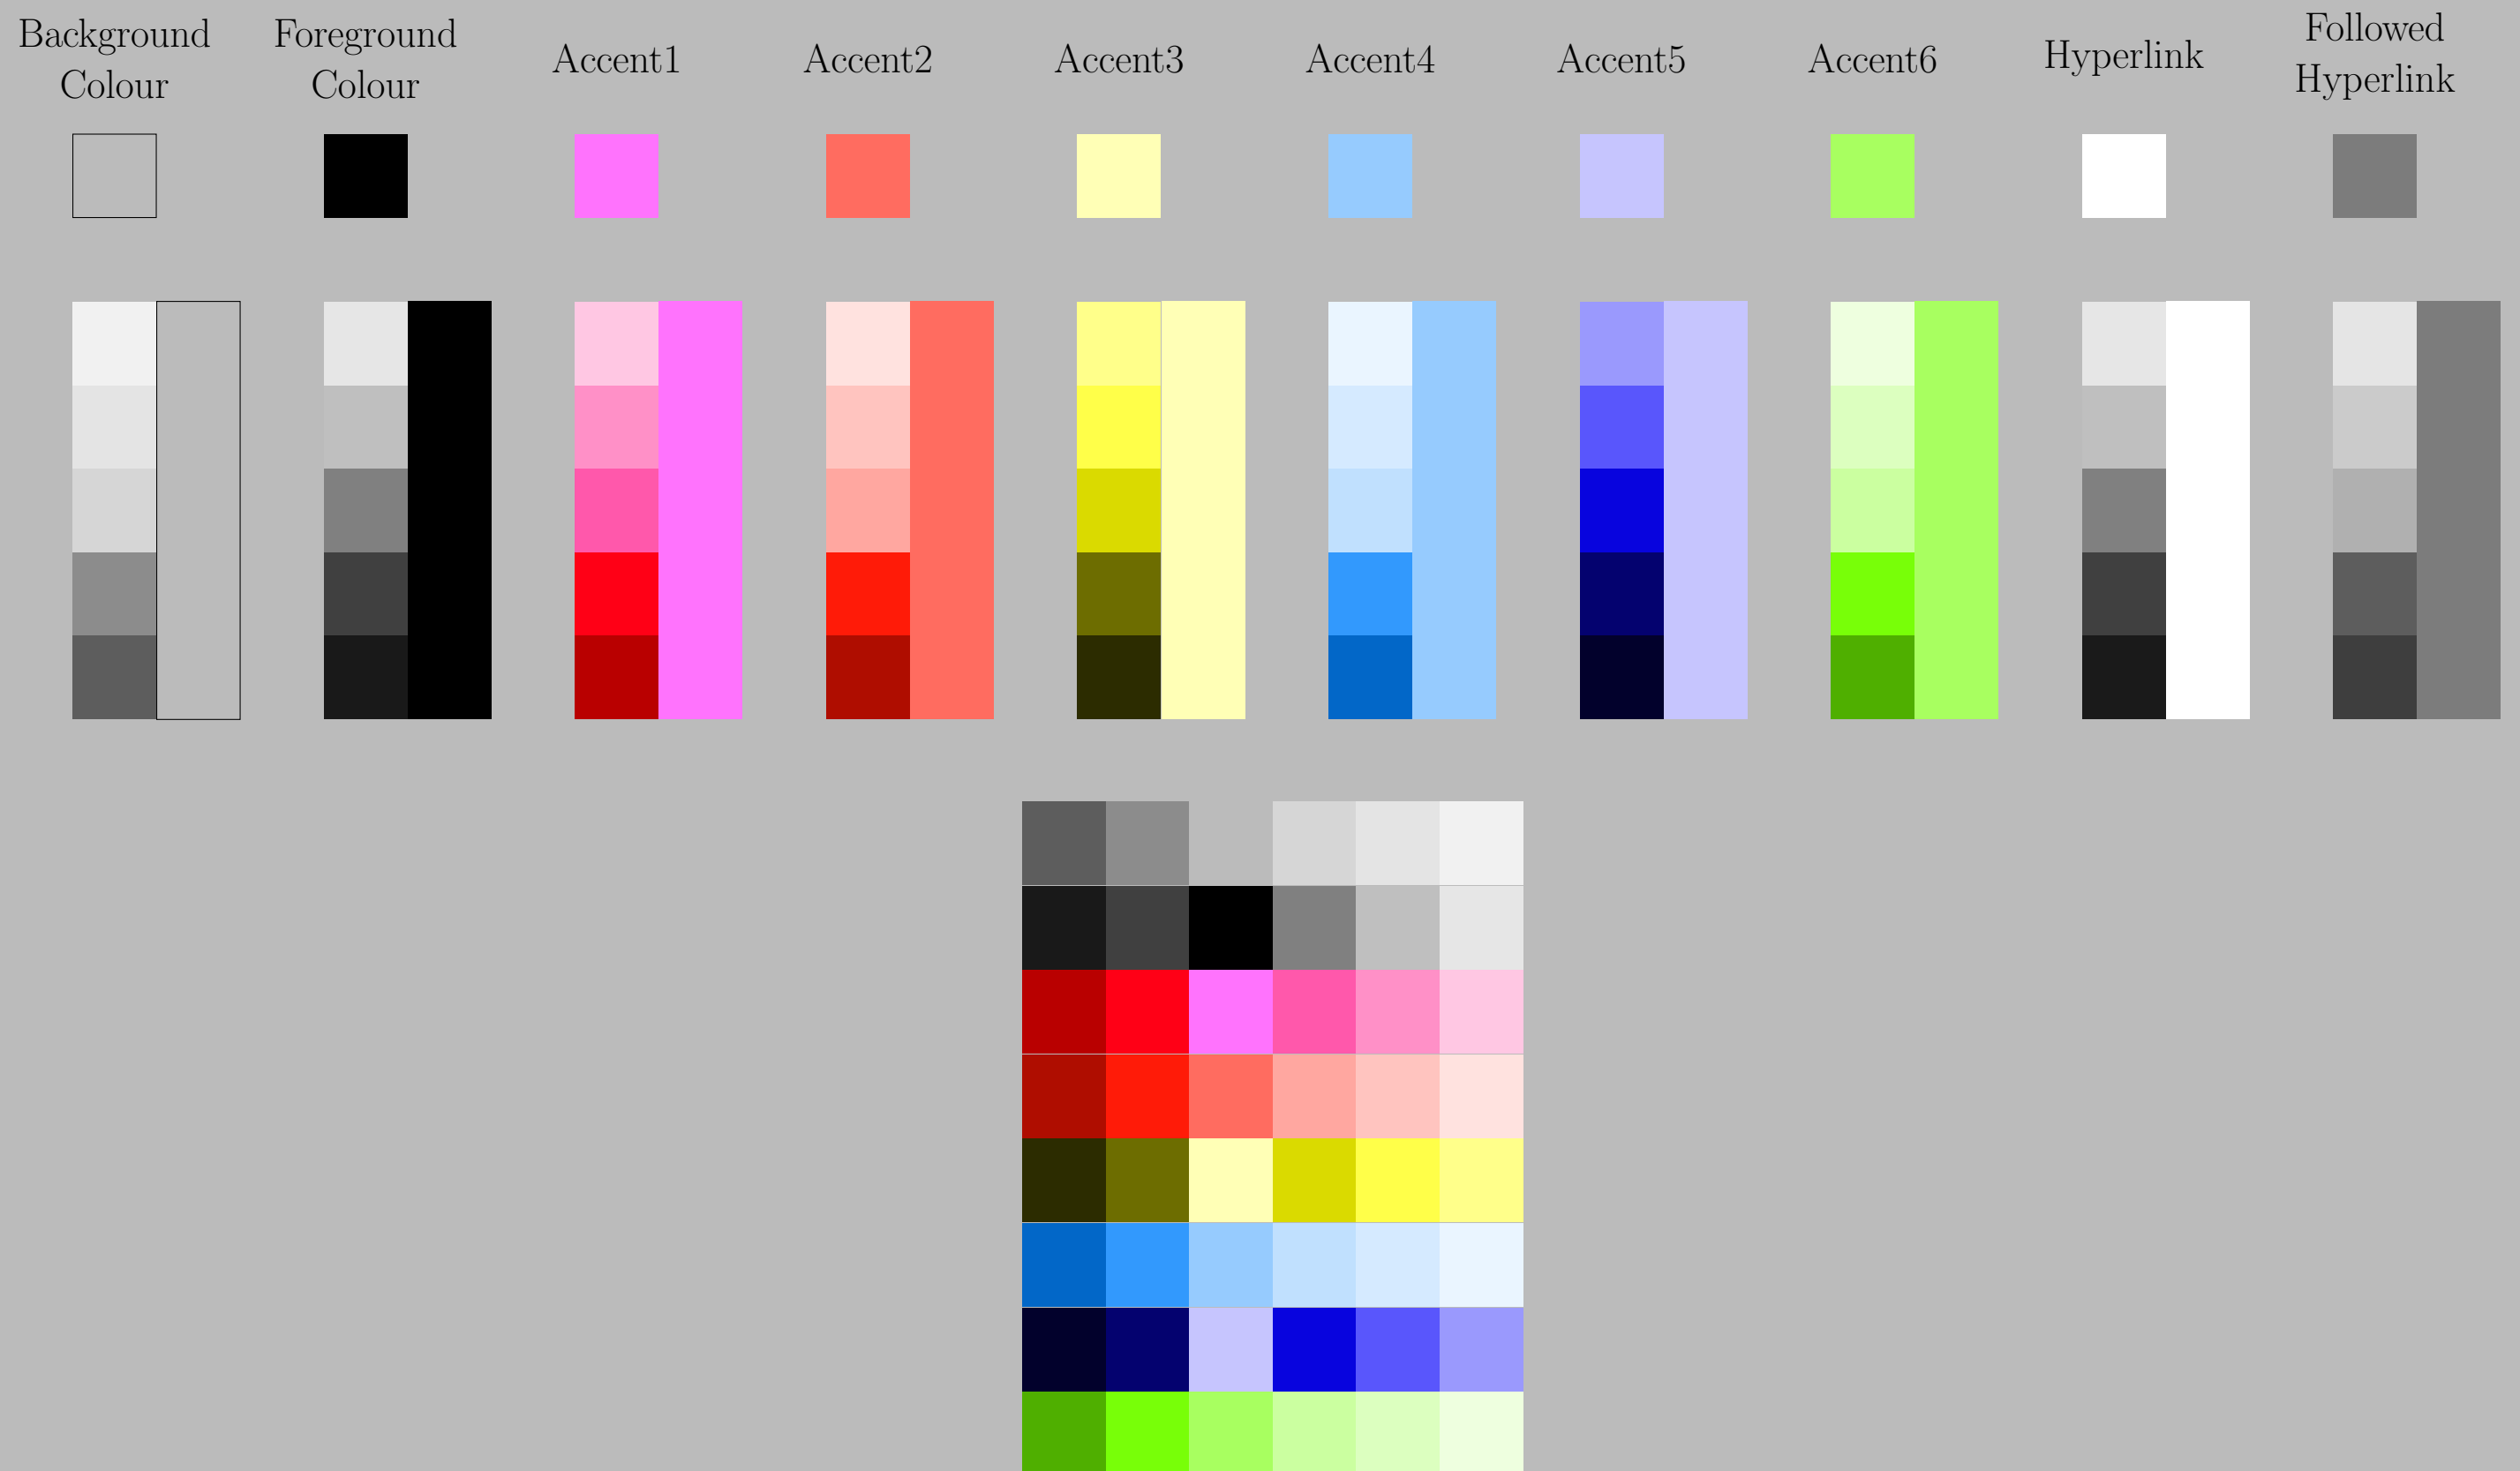 Background
Colour
Foreground
Colour
Accent1
Accent2
Accent3
Accent4
Accent5
Accent6
Hyperlink
Followed
Hyperlink